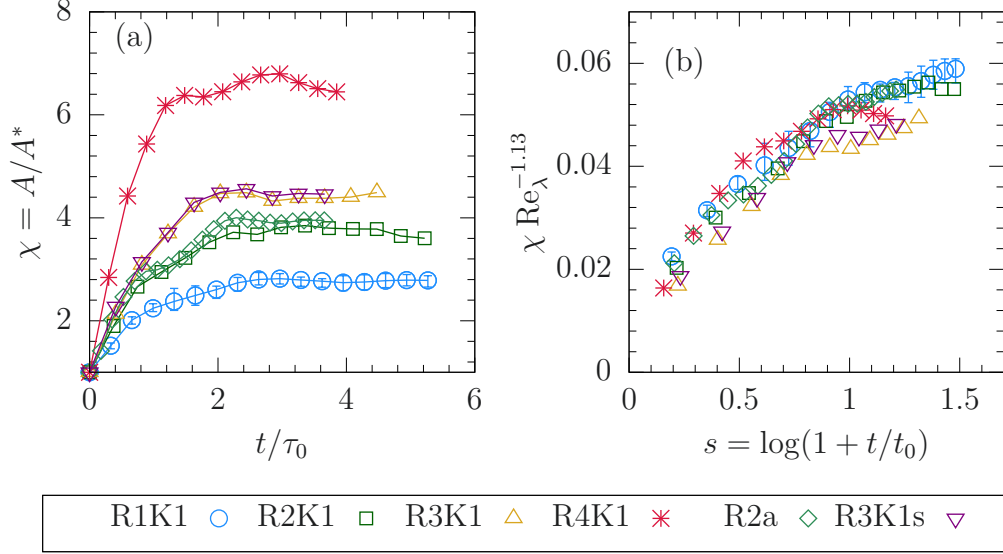 (a)
χ = A/A*
8
6
4
2
0 2 4 6
t/τ₀
(b)
χ Re_λ^−1.13
0.06
0.04
0.02
0
0 0.5 1 1.5
s = log(1 + t/t₀)
R1K1 R2K1 R3K1 R4K1 R2a R3K1s